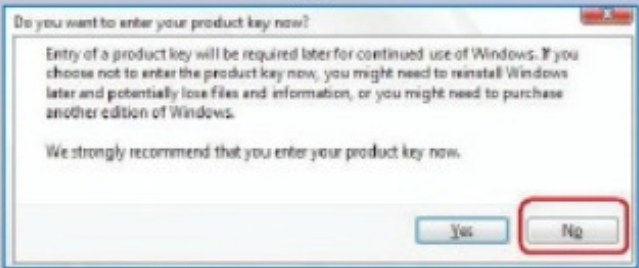 Do you want to enter your product key now?
Entry of a product key will be required later for continued use of Windows. If you
choose not to enter the product key now, you might need to reinstall Windows
later and potentially lose files and information, or you might need to purchase
another edition of Windows.
We strongly recommend that you enter your product key now.
Yes No